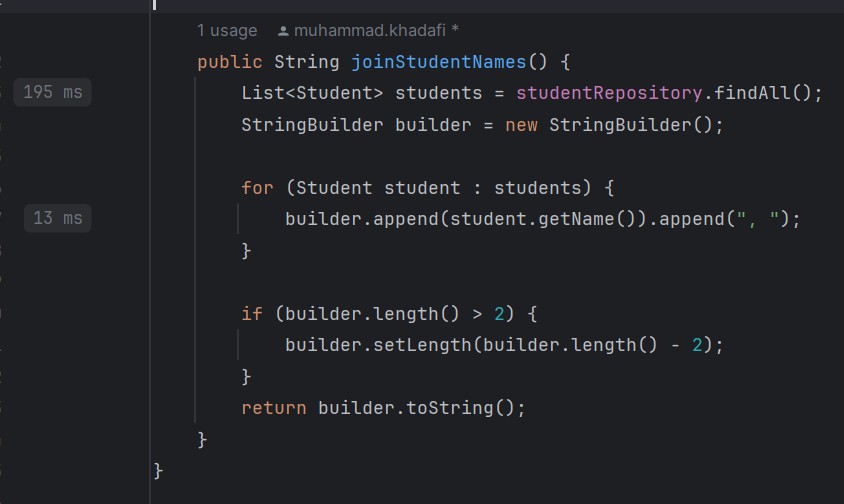 1 usage muhammad.khadafi *
public String joinStudentNames() {
195 ms List<Student> students = studentRepository.findAll();
StringBuilder builder = new StringBuilder();
for (Student student : students) {
13 ms builder.append(student.getName()).append(", ");
}
if (builder.length() > 2) {
builder.setLength(builder.length() - 2);
}
return builder.toString();
}
}